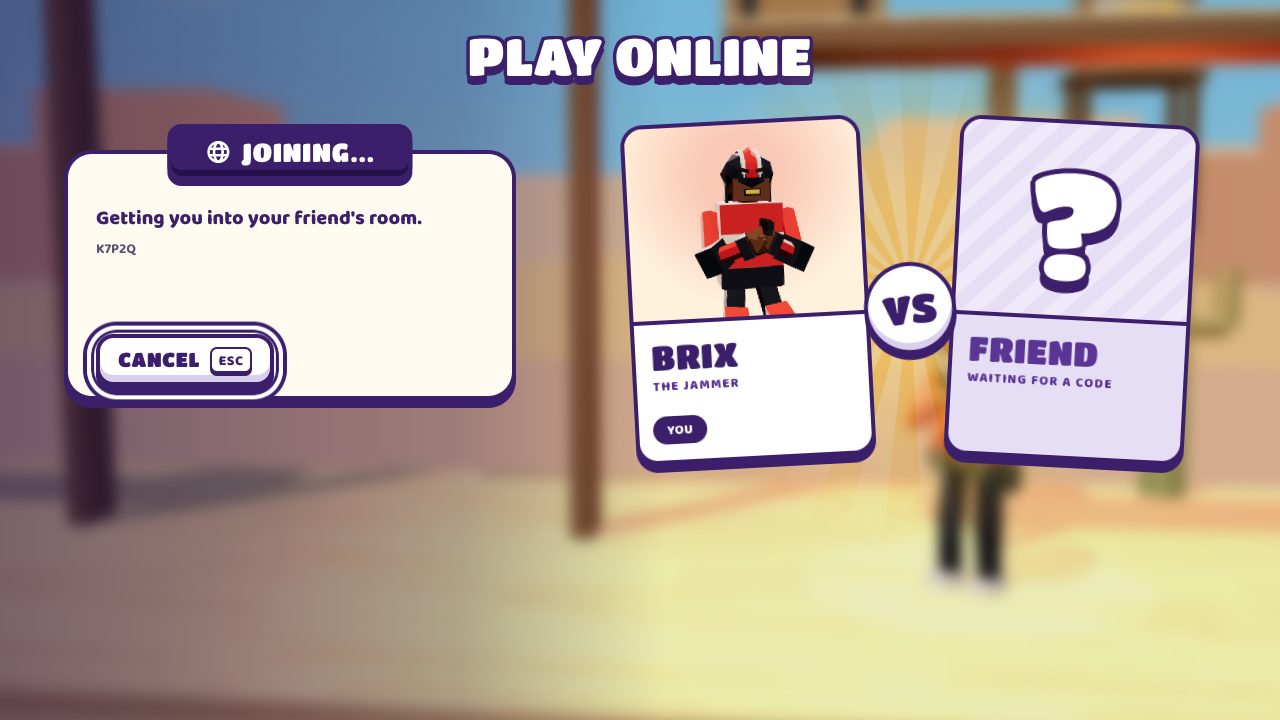 PLAY ONLINE
JOINING...
Getting you into your friend's room.
K7P2Q
CANCEL ESC
BRIX
THE JAMMER
YOU
VS
?
FRIEND
WAITING FOR A CODE